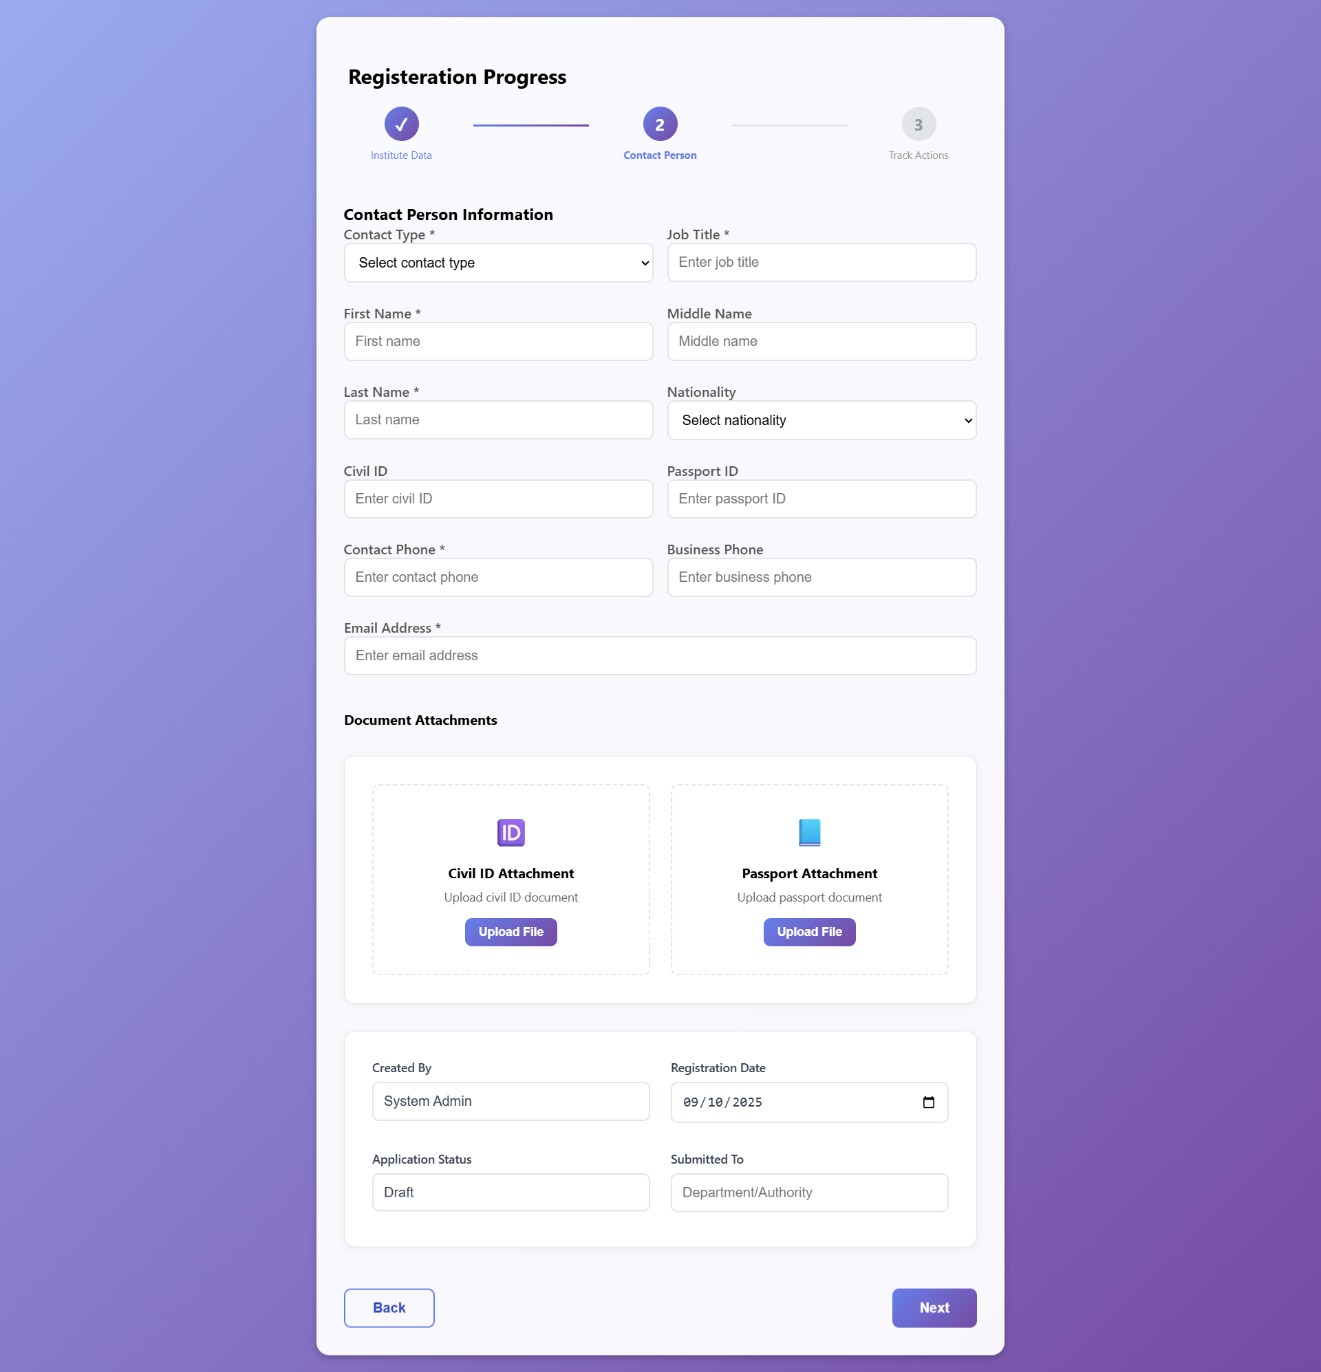 Registeration Progress
✓ 2 3
Institute Data Contact Person Track Actions
Contact Person Information
Contact Type * Job Title *
Select contact type Enter job title
First Name * Middle Name
First name Middle name
Last Name * Nationality
Last name Select nationality
Civil ID Passport ID
Enter civil ID Enter passport ID
Contact Phone * Business Phone
Enter contact phone Enter business phone
Email Address *
Enter email address
Document Attachments
ID
Civil ID Attachment Passport Attachment
Upload civil ID document Upload passport document
Upload File Upload File
Created By Registration Date
System Admin 09/10/2025
Application Status Submitted To
Draft Department/Authority
Back Next